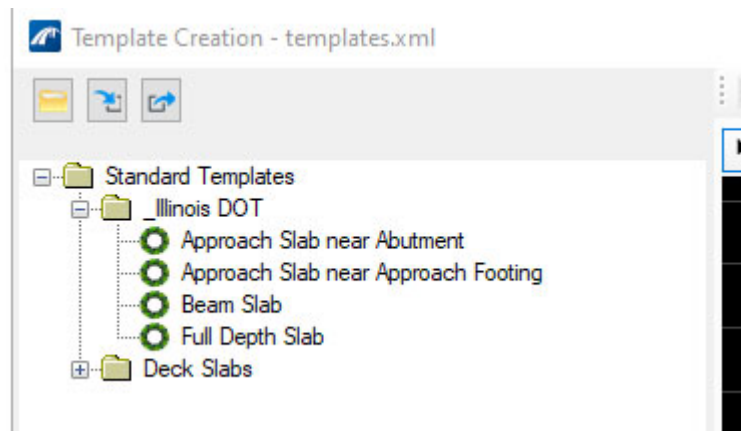 Template Creation - templates.xml
Standard Templates
_Illinois DOT
Approach Slab near Abutment
Approach Slab near Approach Footing
Beam Slab
Full Depth Slab
Deck Slabs